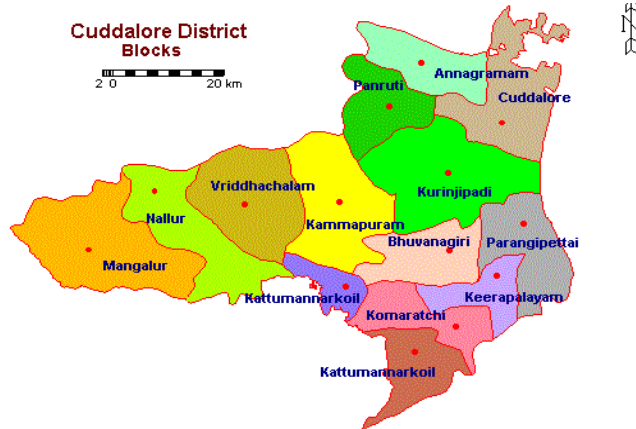 Cuddalore District
Blocks
2 0 20 km
N
Annagramam
Panruti
Cuddalore
Vriddhachalam
Kurinjipadi
Nallur
Kammapuram
Bhuvanagiri
Parangipettai
Mangalur
Kattumannarkoil
Keerapalayam
Komaratchi
Kattumannarkoil